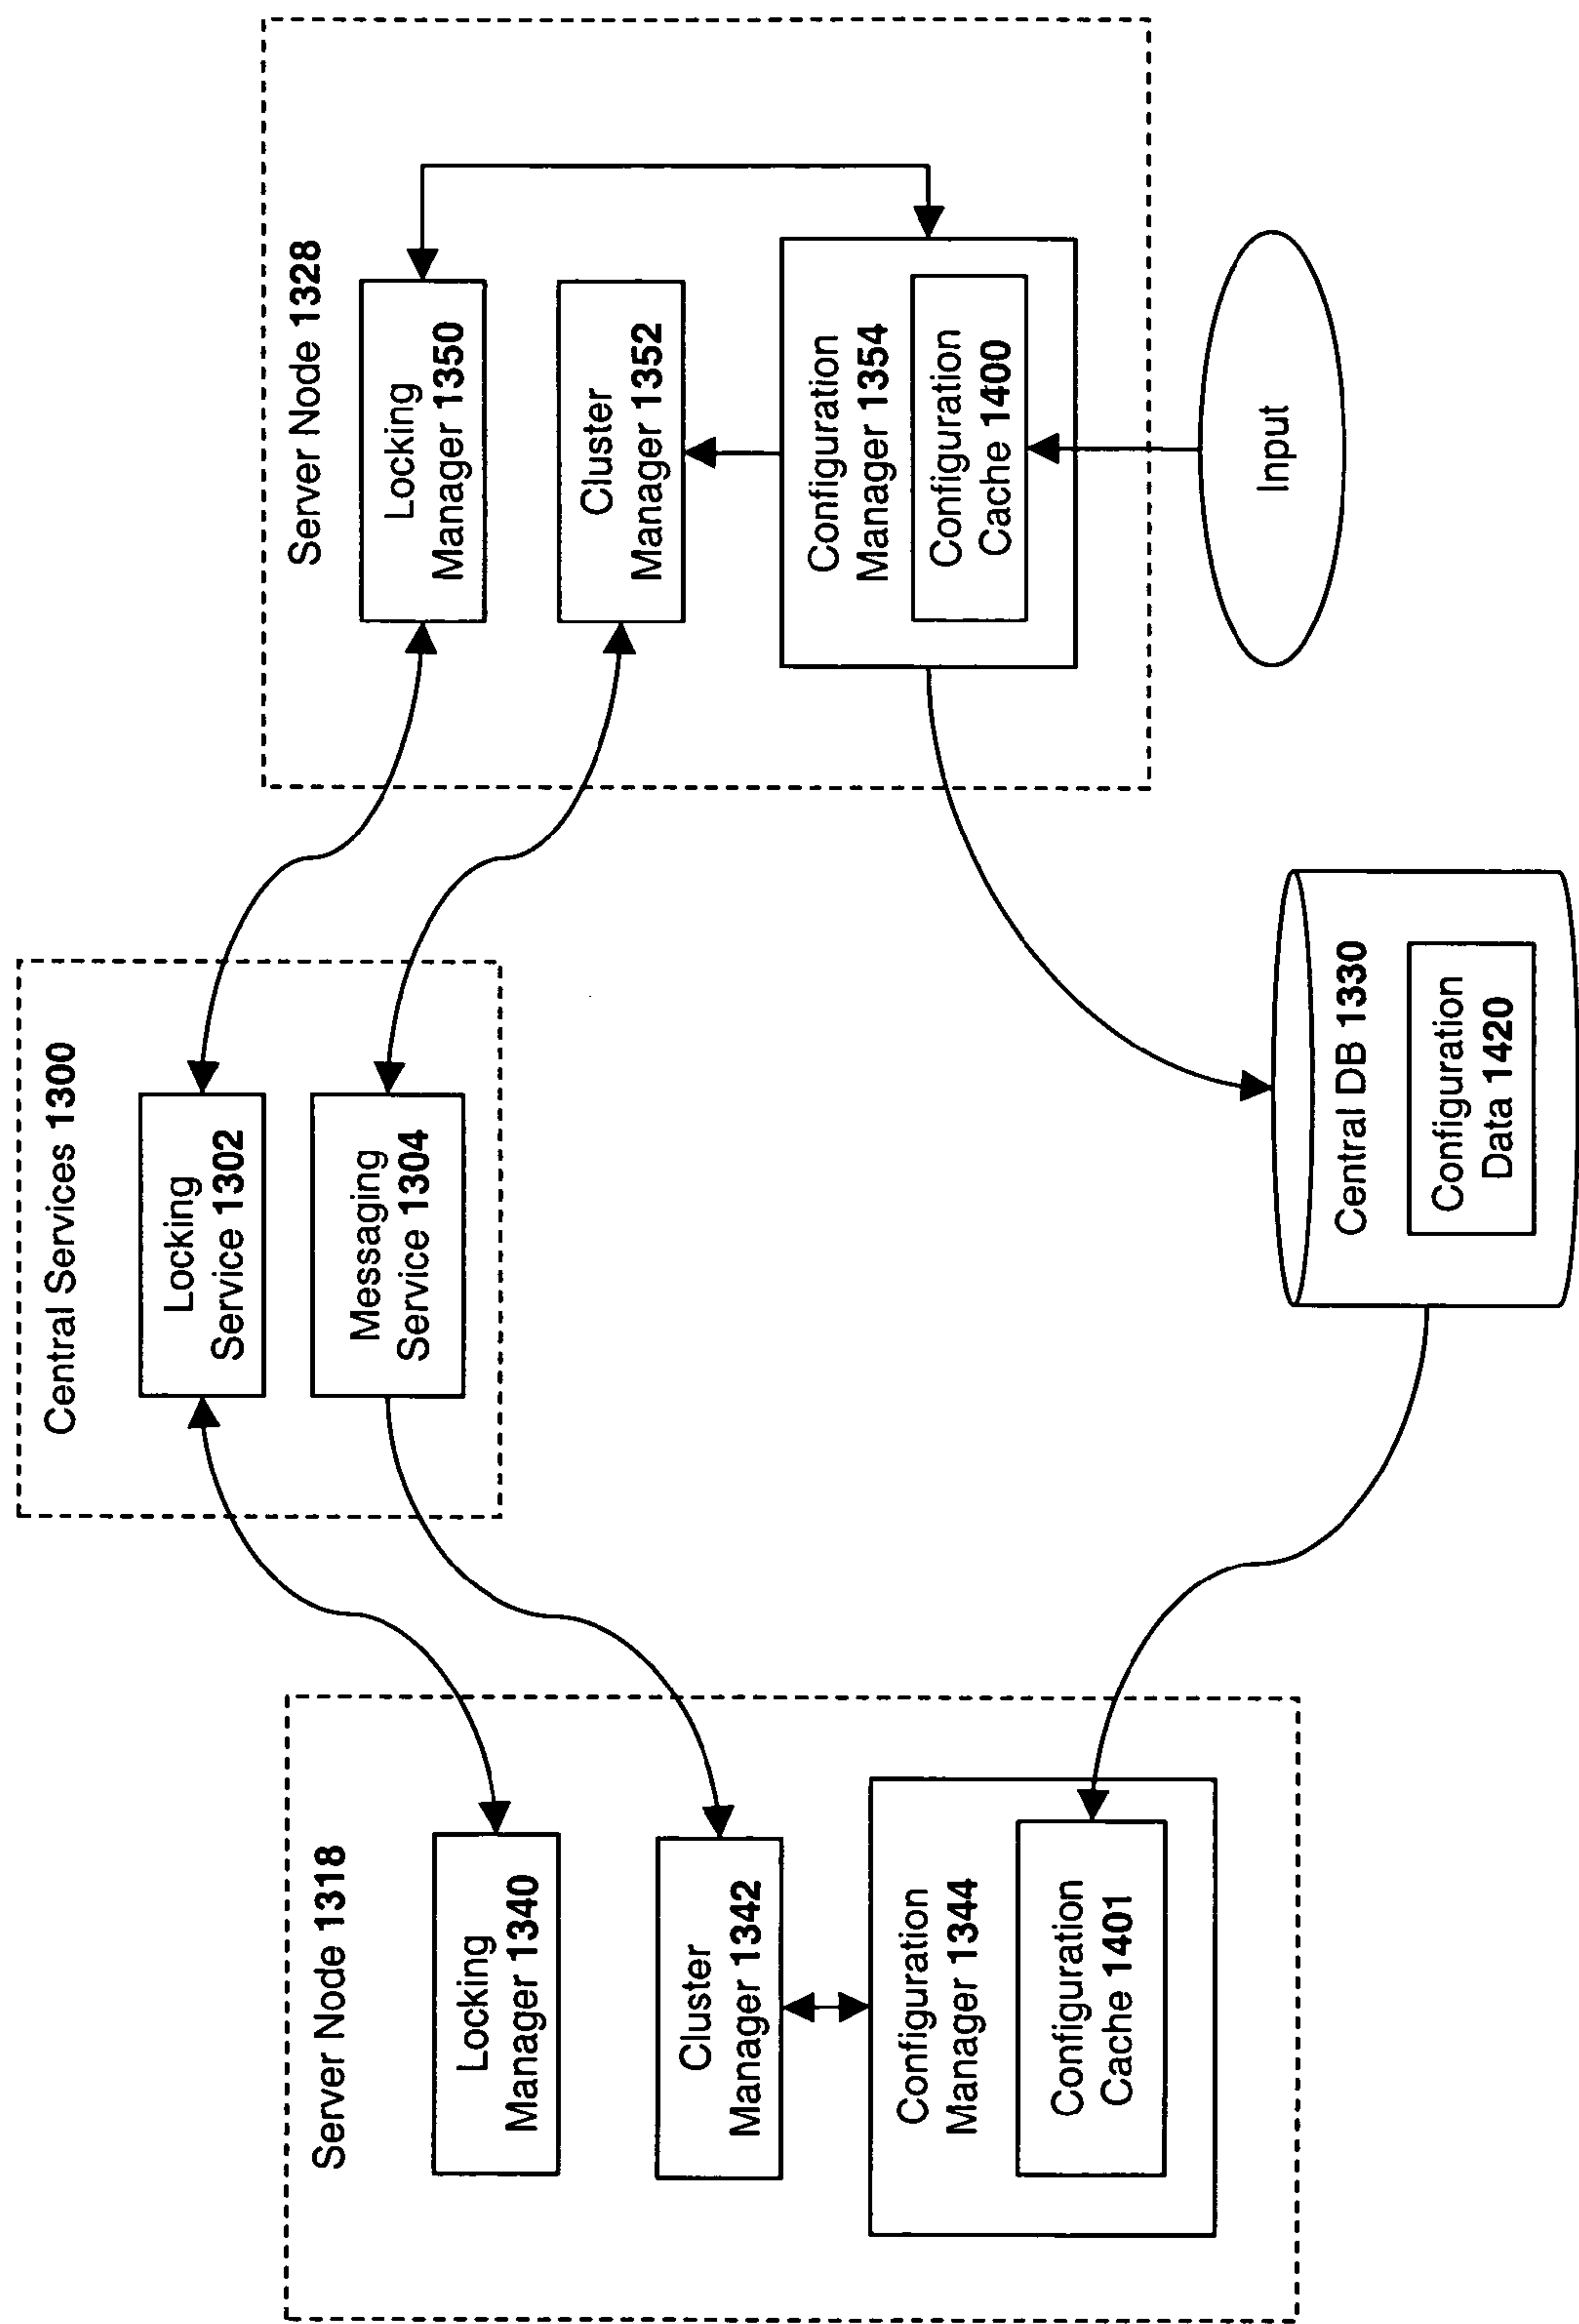 Server Node 1318
Locking
Manager 1340
Cluster
Manager 1342
Configuration
Manager 1344
Configuration
Cache 1401
Central Services 1300
Locking
Service 1302
Messaging
Service 1304
Central DB 1330
Configuration
Data 1420
Server Node 1328
Locking
Manager 1350
Cluster
Manager 1352
Configuration
Manager 1354
Configuration
Cache 1400
Input